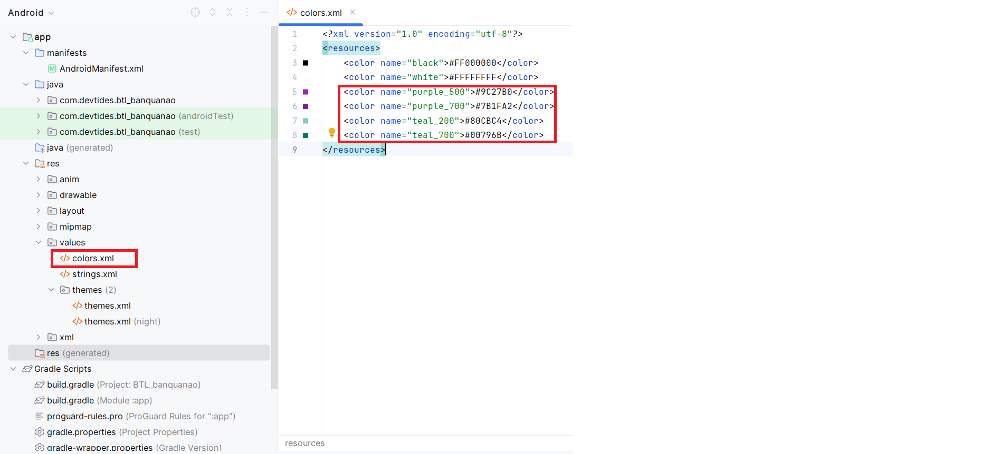 Android
app
manifests
AndroidManifest.xml
java
com.devtides.btl_banquanao
com.devtides.btl_banquanao (androidTest)
com.devtides.btl_banquanao (test)
java (generated)
res
anim
drawable
layout
mipmap
values
colors.xml
strings.xml
themes (2)
themes.xml
themes.xml (night)
xml
res (generated)
Gradle Scripts
build.gradle (Project: BTL_banquanao)
build.gradle (Module :app)
proguard-rules.pro (ProGuard Rules for ":app")
gradle.properties (Project Properties)
gradle-wrapper.properties (Gradle Version)
colors.xml
1 <?xml version="1.0" encoding="utf-8"?>
2 <resources>
3 <color name="black">#FF000000</color>
4 <color name="white">#FFFFFFFF</color>
5 <color name="purple_500">#9C27B0</color>
6 <color name="purple_700">#7B1FA2</color>
7 <color name="teal_200">#80CBC4</color>
8 <color name="teal_700">#00796B</color>
9 </resources>
resources